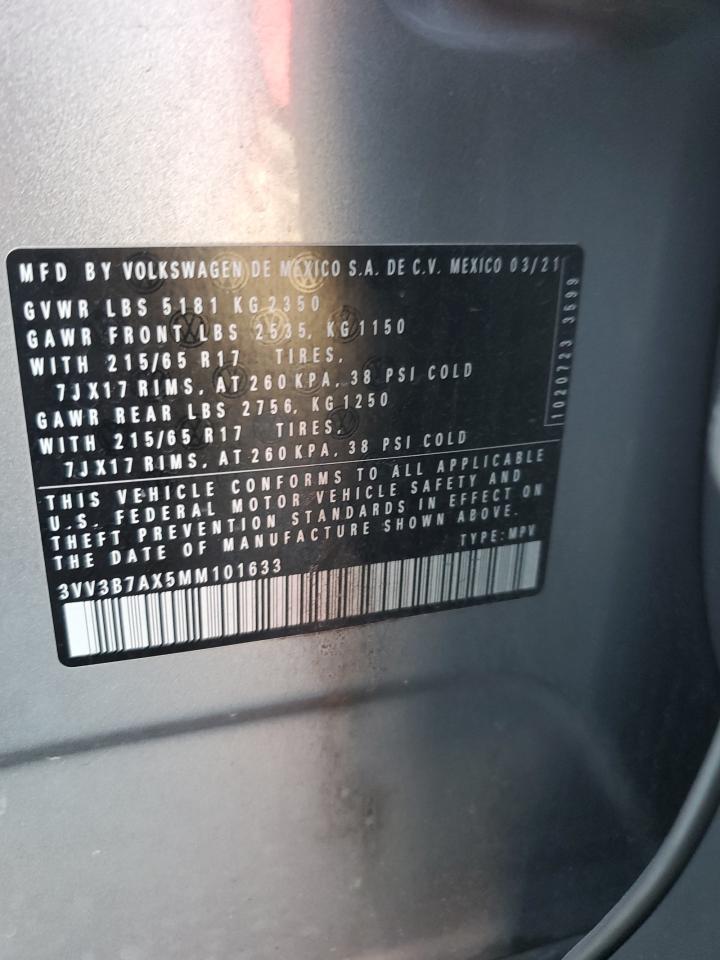 MFD BY VOLKSWAGEN DE MEXICO S.A. DE C.V. MEXICO 03/21
GVWR LBS 5181 KG 2350
GAWR FRONT LBS 2535, KG 1150
WITH 215/65 R17 TIRES,
7JX17 RIMS, AT 260 KPA, 38 PSI COLD
GAWR REAR LBS 2756, KG 1250
WITH 215/65 R17 TIRES,
7JX17 RIMS, AT 260 KPA, 38 PSI COLD
1020723 3599
THIS VEHICLE CONFORMS TO ALL APPLICABLE
U.S. FEDERAL MOTOR VEHICLE SAFETY AND
THEFT PREVENTION STANDARDS IN EFFECT ON
THE DATE OF MANUFACTURE SHOWN ABOVE.
TYPE: MPV
3VV3B7AX5MM101633